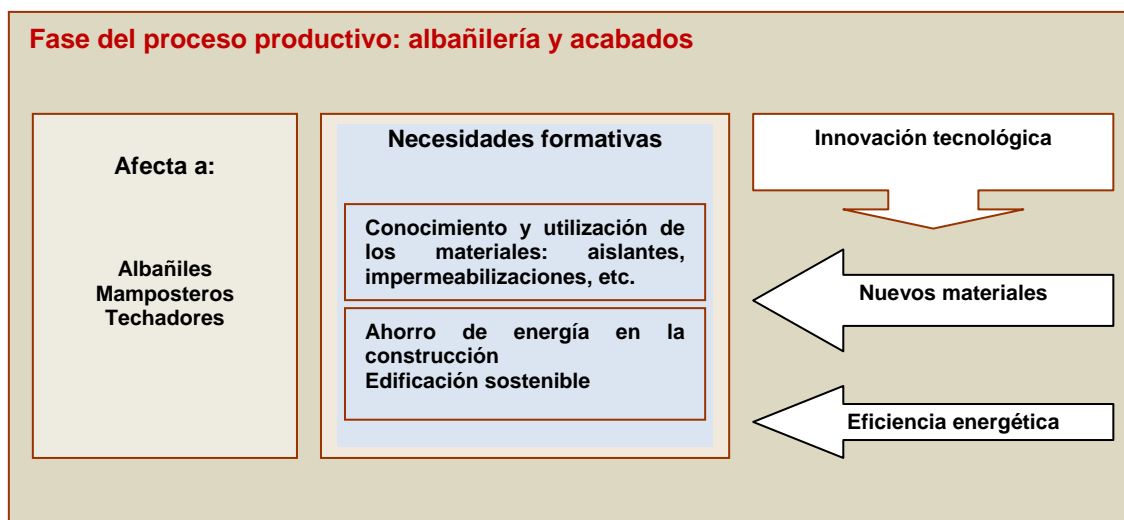 Fase del proceso productivo: albañilería y acabados
Afecta a:
Albañiles
Mamposteros
Techadores
Necesidades formativas
Conocimiento y utilización de
los materiales: aislantes,
impermeabilizaciones, etc.
Ahorro de energía en la
construcción
Edificación sostenible
Innovación tecnológica
Nuevos materiales
Eficiencia energética